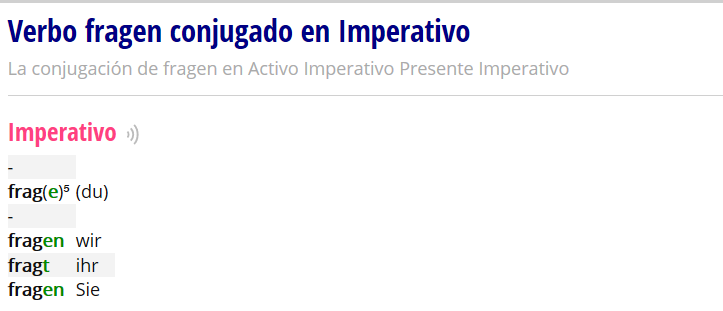 Verbo fragen conjugado en Imperativo
La conjugación de fragen en Activo Imperativo Presente Imperativo
Imperativo
-
frag(e)⁵ (du)
-
fragen wir
fragt ihr
fragen Sie